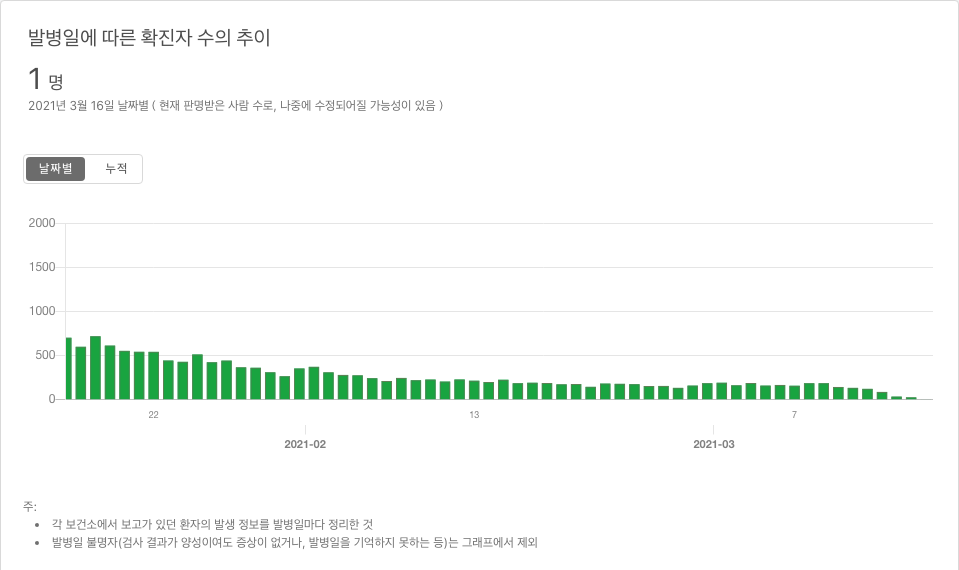 발병일에 따른 확진자 수의 추이
1 명
2021년 3월 16일 날짜별 ( 현재 판명받은 사람 수로, 나중에 수정되어질 가능성이 있음 )
날짜별 누적
2000
1500
1000
500
0
22 13 7
2021-02 2021-03
주:
• 각 보건소에서 보고가 있던 환자의 발생 정보를 발병일마다 정리한 것
• 발병일 불명자(검사 결과가 양성이여도 증상이 없거나, 발병일을 기억하지 못하는 등)는 그래프에서 제외